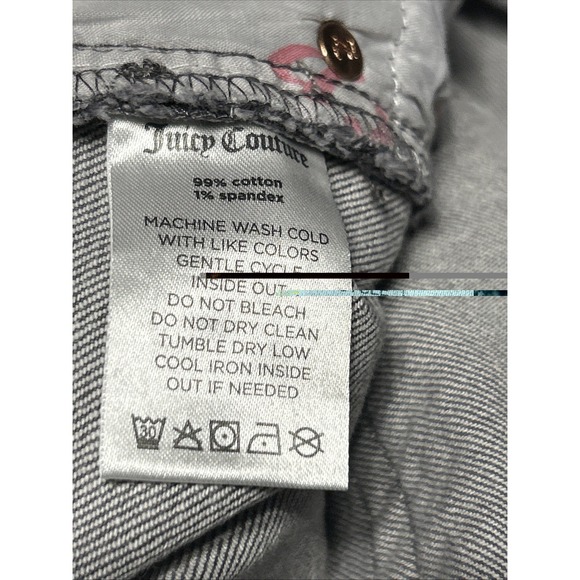 Juicy Couture
99% cotton
1% spandex
MACHINE WASH COLD
WITH LIKE COLORS
GENTLE CYCLE
INSIDE OUT
DO NOT BLEACH
DO NOT DRY CLEAN
TUMBLE DRY LOW
COOL IRON INSIDE
OUT IF NEEDED
30